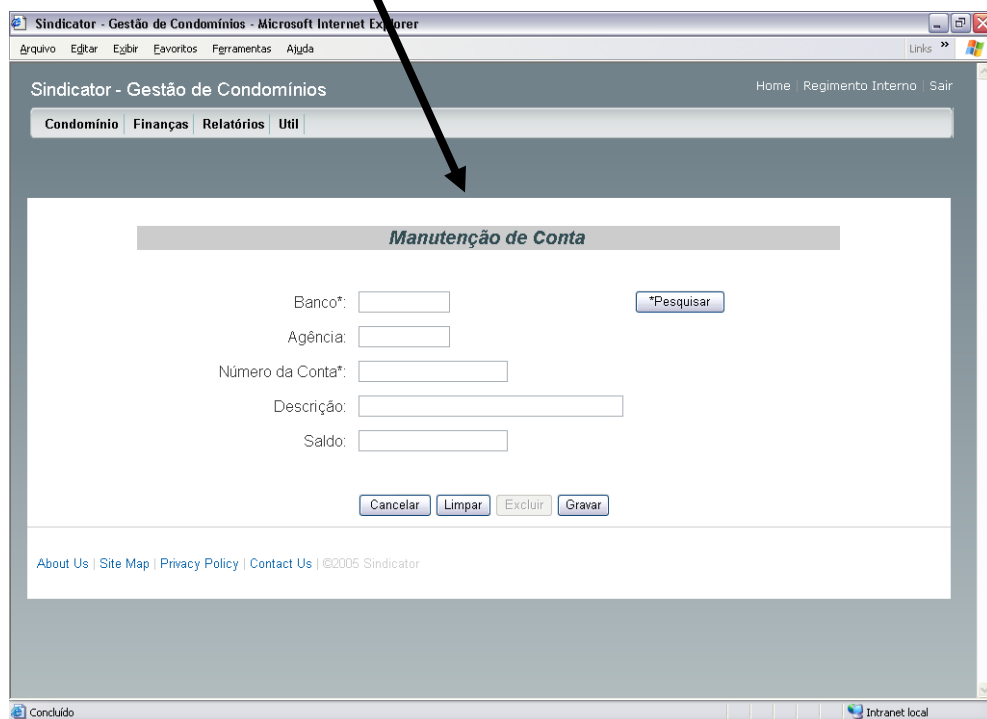 Sindicator - Gestão de Condomínios - Microsoft Internet Explorer
Arquivo Editar Exibir Favoritos Ferramentas Ajuda Links »
Sindicator - Gestão de Condomínios Home | Regimento Interno | Sair
Condomínio | Finanças | Relatórios | Util
Manutenção de Conta
Banco*: *Pesquisar
Agência:
Número da Conta*:
Descrição:
Saldo:
Cancelar Limpar Excluir Gravar
About Us | Site Map | Privacy Policy | Contact Us | ©2005 Sindicator
Concluído Intranet local